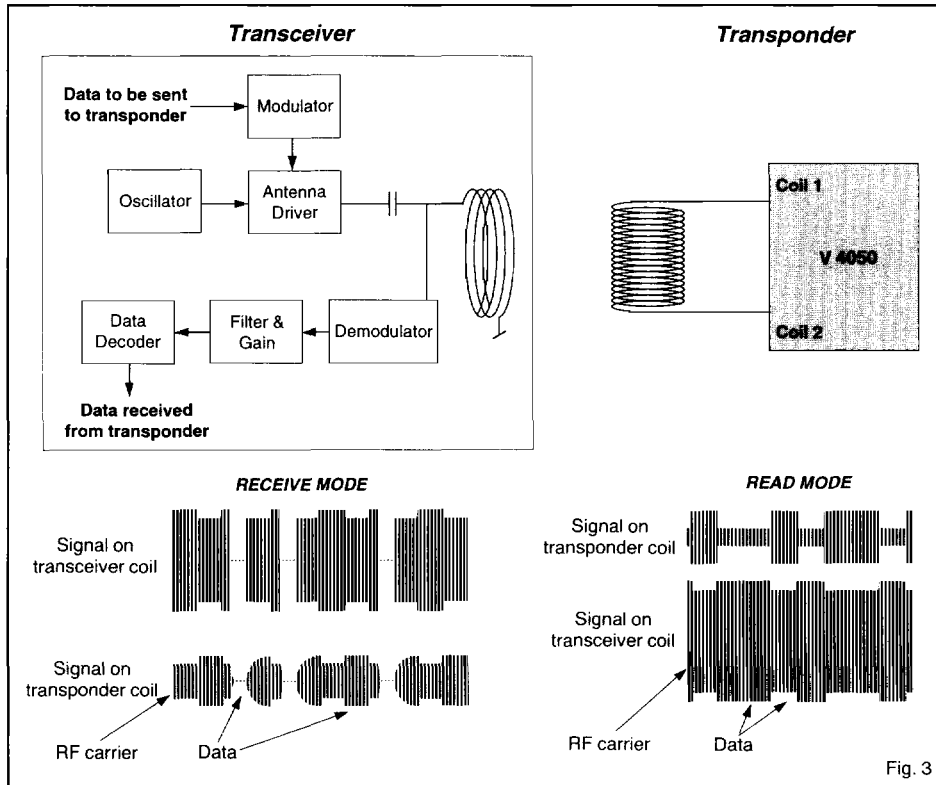 Transceiver
Transponder
Data to be sent
to transponder
Modulator
Oscillator
Antenna
Driver
Data
Decoder
Filter &
Gain
Demodulator
Data received
from transponder
Coil 1
V 4050
Coil 2
RECEIVE MODE
Signal on
transceiver coil
Signal on
transponder coil
RF carrier
Data
READ MODE
Signal on
transponder coil
Signal on
transceiver coil
RF carrier
Data
Fig. 3